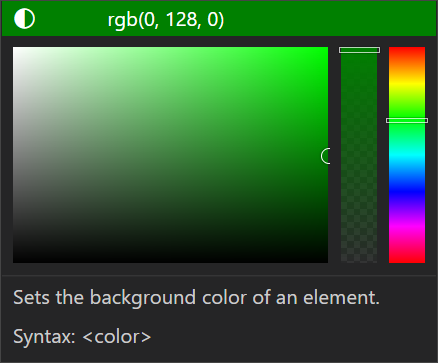 rgb(0, 128, 0)
Sets the background color of an element.
Syntax: <color>